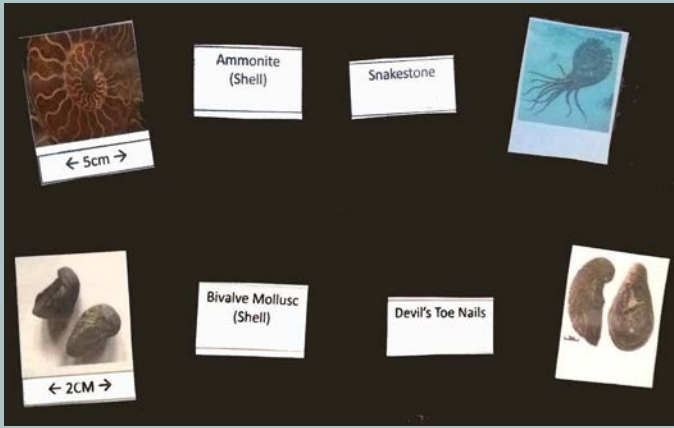 Ammonite
(Shell)
Snakestone
← 5cm →
Bivalve Mollusc
(Shell)
Devil's Toe Nails
← 2CM →